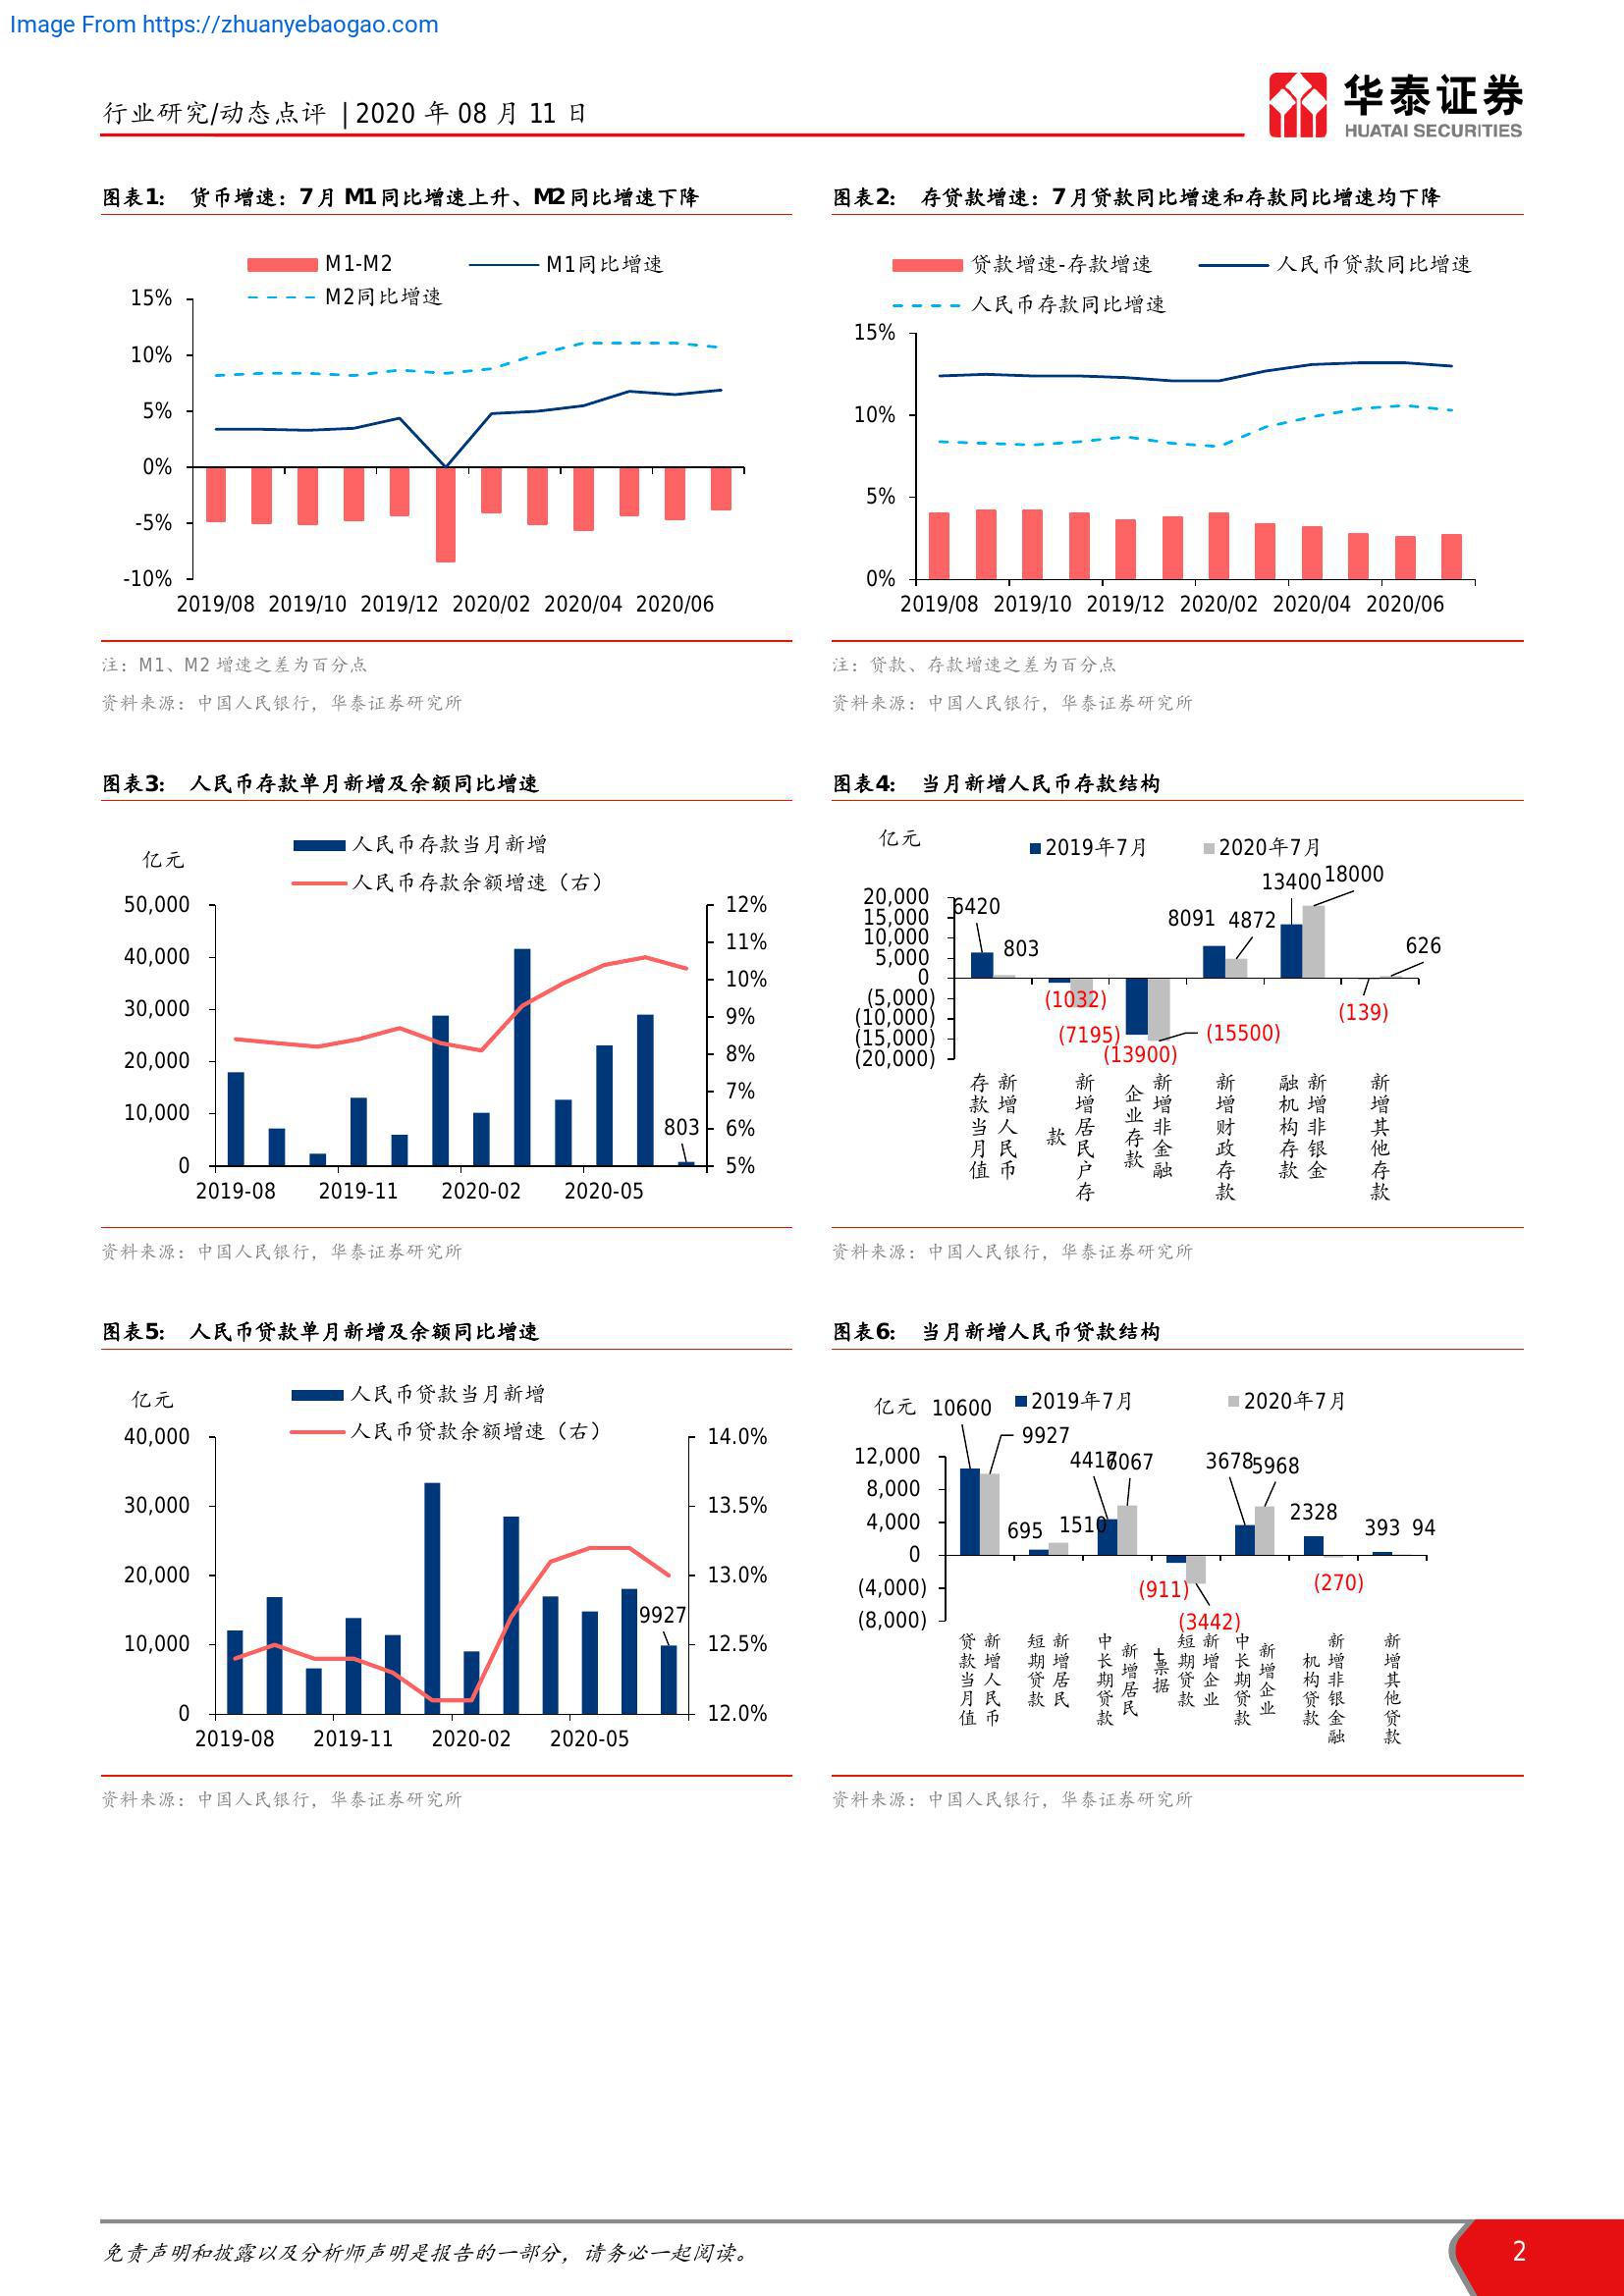 Image From https://zhuanyebaogao.com
行业研究/动态点评 | 2020 年 08 月 11 日
华泰证券
HUATAI SECURITIES
图表1： 货币增速：7月 M1同比增速上升、M2同比增速下降
M1-M2
M1同比增速
M2同比增速
15%
10%
5%
0%
-5%
-10%
2019/08 2019/10 2019/12 2020/02 2020/04 2020/06
注：M1、M2 增速之差为百分点
资料来源：中国人民银行，华泰证券研究所
图表2： 存贷款增速：7月贷款同比增速和存款同比增速均下降
贷款增速-存款增速
人民币贷款同比增速
人民币存款同比增速
15%
10%
5%
0%
2019/08 2019/10 2019/12 2020/02 2020/04 2020/06
注：贷款、存款增速之差为百分点
资料来源：中国人民银行，华泰证券研究所
图表3： 人民币存款单月新增及余额同比增速
亿元
人民币存款当月新增
人民币存款余额增速（右）
50,000
40,000
30,000
20,000
10,000
0
12%
11%
10%
9%
8%
7%
6%
5%
803
2019-08 2019-11 2020-02 2020-05
资料来源：中国人民银行，华泰证券研究所
图表4： 当月新增人民币存款结构
亿元
2019年7月
2020年7月
20,000
15,000
10,000
5,000
0
(5,000)
(10,000)
(15,000)
(20,000)
6420
803
(1032)
(7195)
(13900)
(15500)
8091
4872
13400
18000
(139)
626
新增人民币
存款当月值
新增居民户存
款
新增非金融
企业存款
新增财政存款
新增非银金
融机构存款
新增其他存款
资料来源：中国人民银行，华泰证券研究所
图表5： 人民币贷款单月新增及余额同比增速
亿元
人民币贷款当月新增
人民币贷款余额增速（右）
40,000
30,000
20,000
10,000
0
14.0%
13.5%
13.0%
12.5%
12.0%
9927
2019-08 2019-11 2020-02 2020-05
资料来源：中国人民银行，华泰证券研究所
图表6： 当月新增人民币贷款结构
亿元
2019年7月
2020年7月
12,000
8,000
4,000
0
(4,000)
(8,000)
10600
9927
695
1510
4417
6067
(911)
(3442)
3678
5968
2328
(270)
393
94
新增人民币
贷款当月值
新增居民
短期贷款
新增居民
中长期贷款
新增企业
短期贷款
+票据
新增企业
中长期贷款
新增非银金融
机构贷款
新增其他贷款
资料来源：中国人民银行，华泰证券研究所
免责声明和披露以及分析师声明是报告的一部分，请务必一起阅读。
2